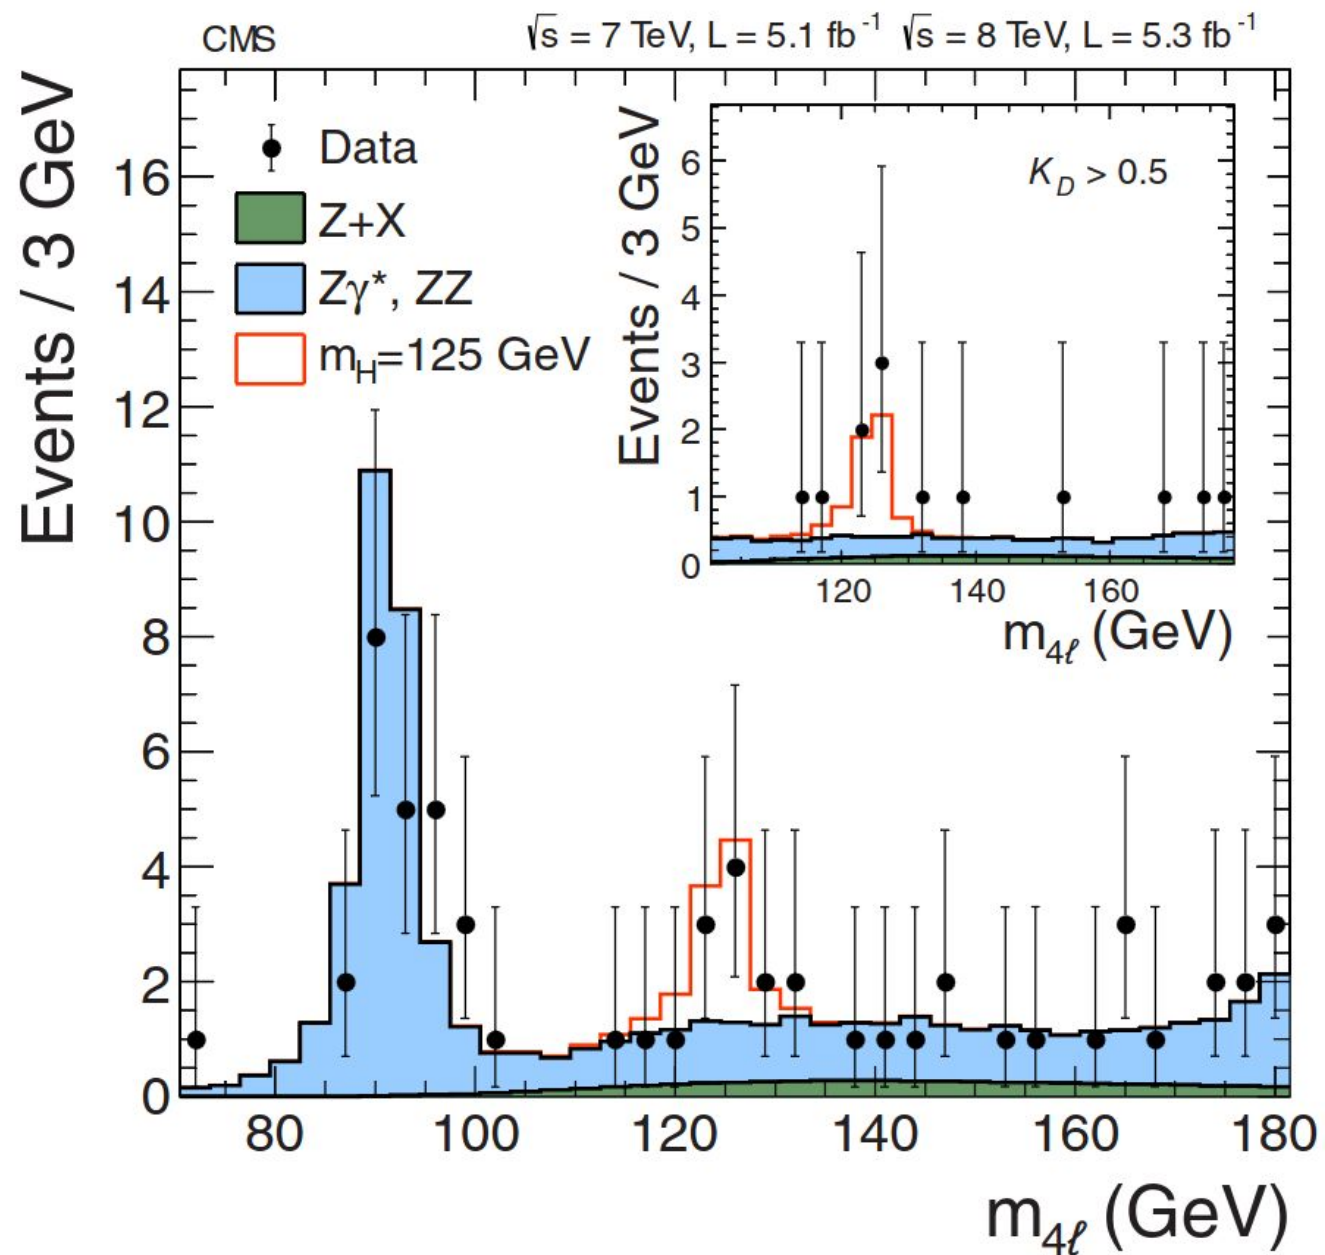 CMS
√s = 7 TeV, L = 5.1 fb⁻¹ √s = 8 TeV, L = 5.3 fb⁻¹
Events / 3 GeV
16
14
12
10
8
6
4
2
0
Data
Z+X
Zγ*, ZZ
m_H=125 GeV
Events / 3 GeV
6
5
4
3
2
1
0
K_D > 0.5
120 140 160
m_4ℓ (GeV)
80 100 120 140 160 180
m_4ℓ (GeV)